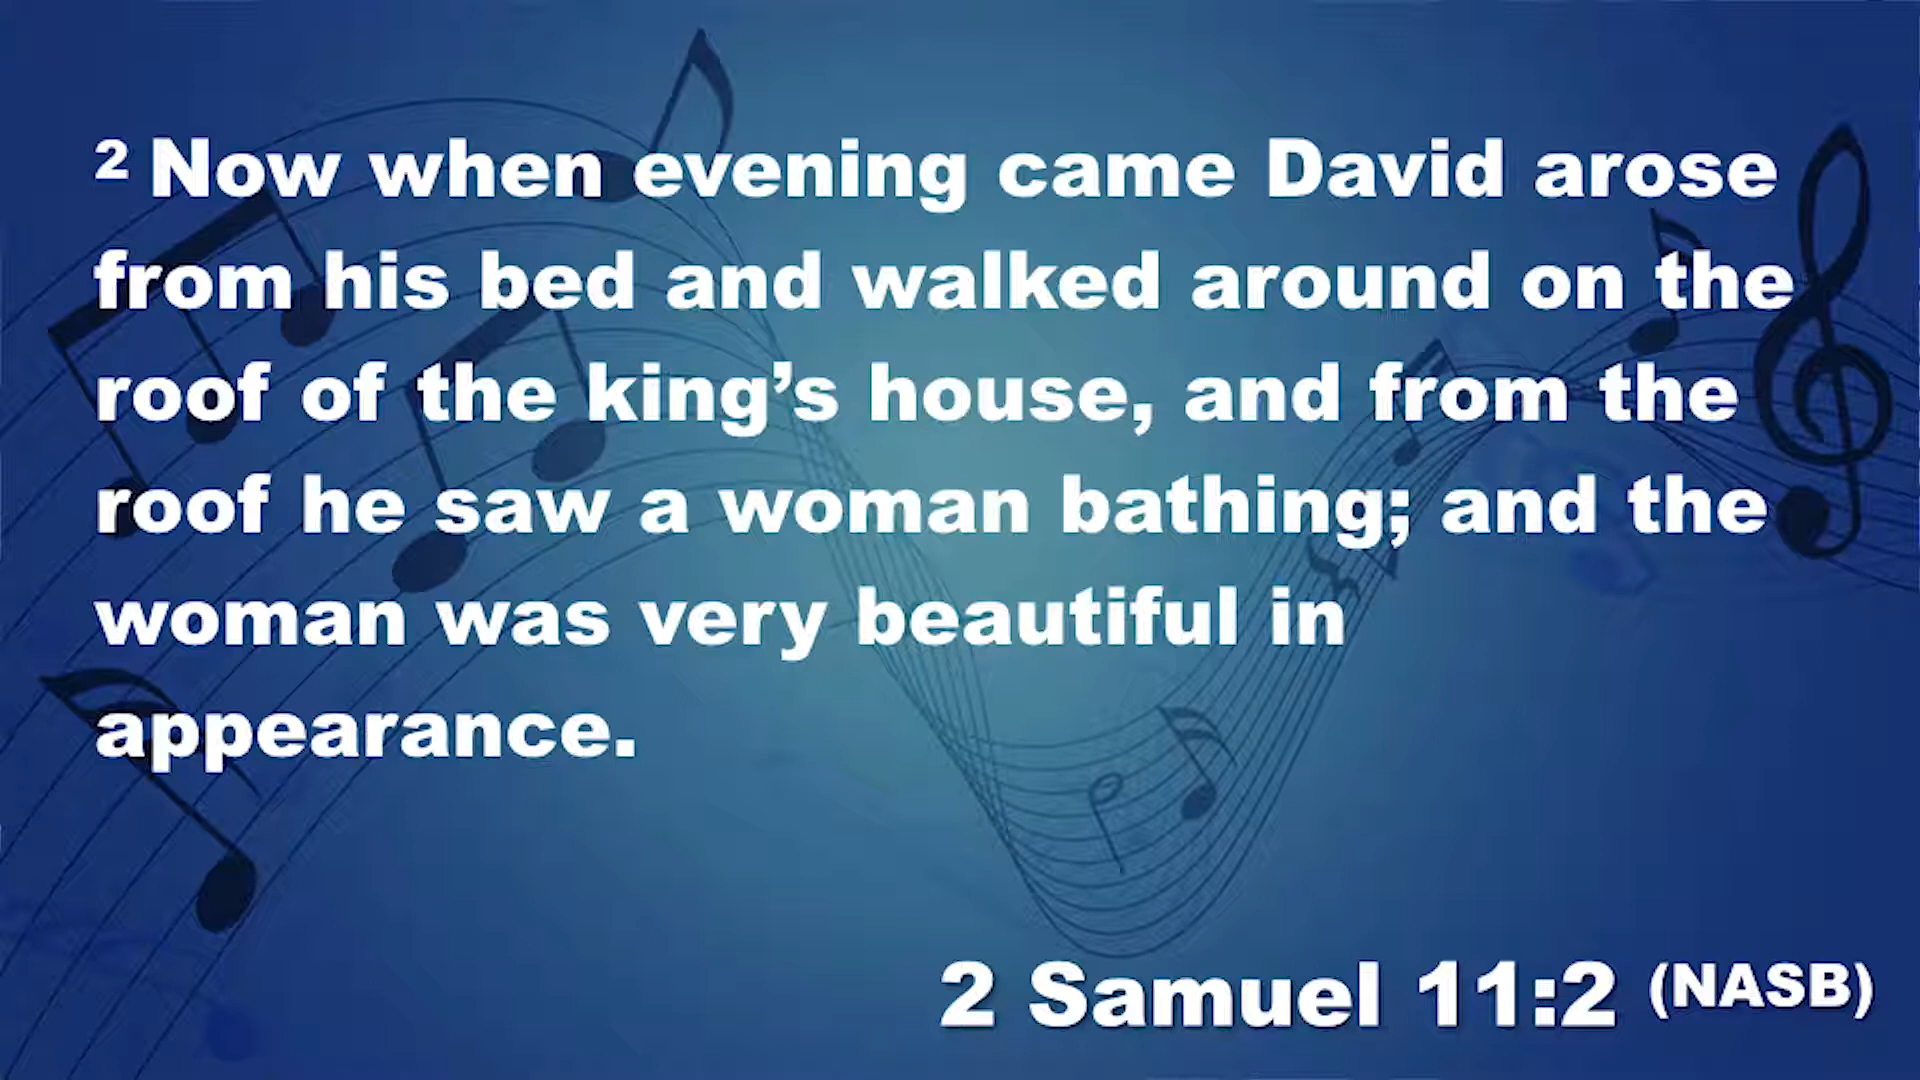 2 Now when evening came David arose
from his bed and walked around on the
roof of the king’s house, and from the
roof he saw a woman bathing; and the
woman was very beautiful in
appearance.
2 Samuel 11:2 (NASB)